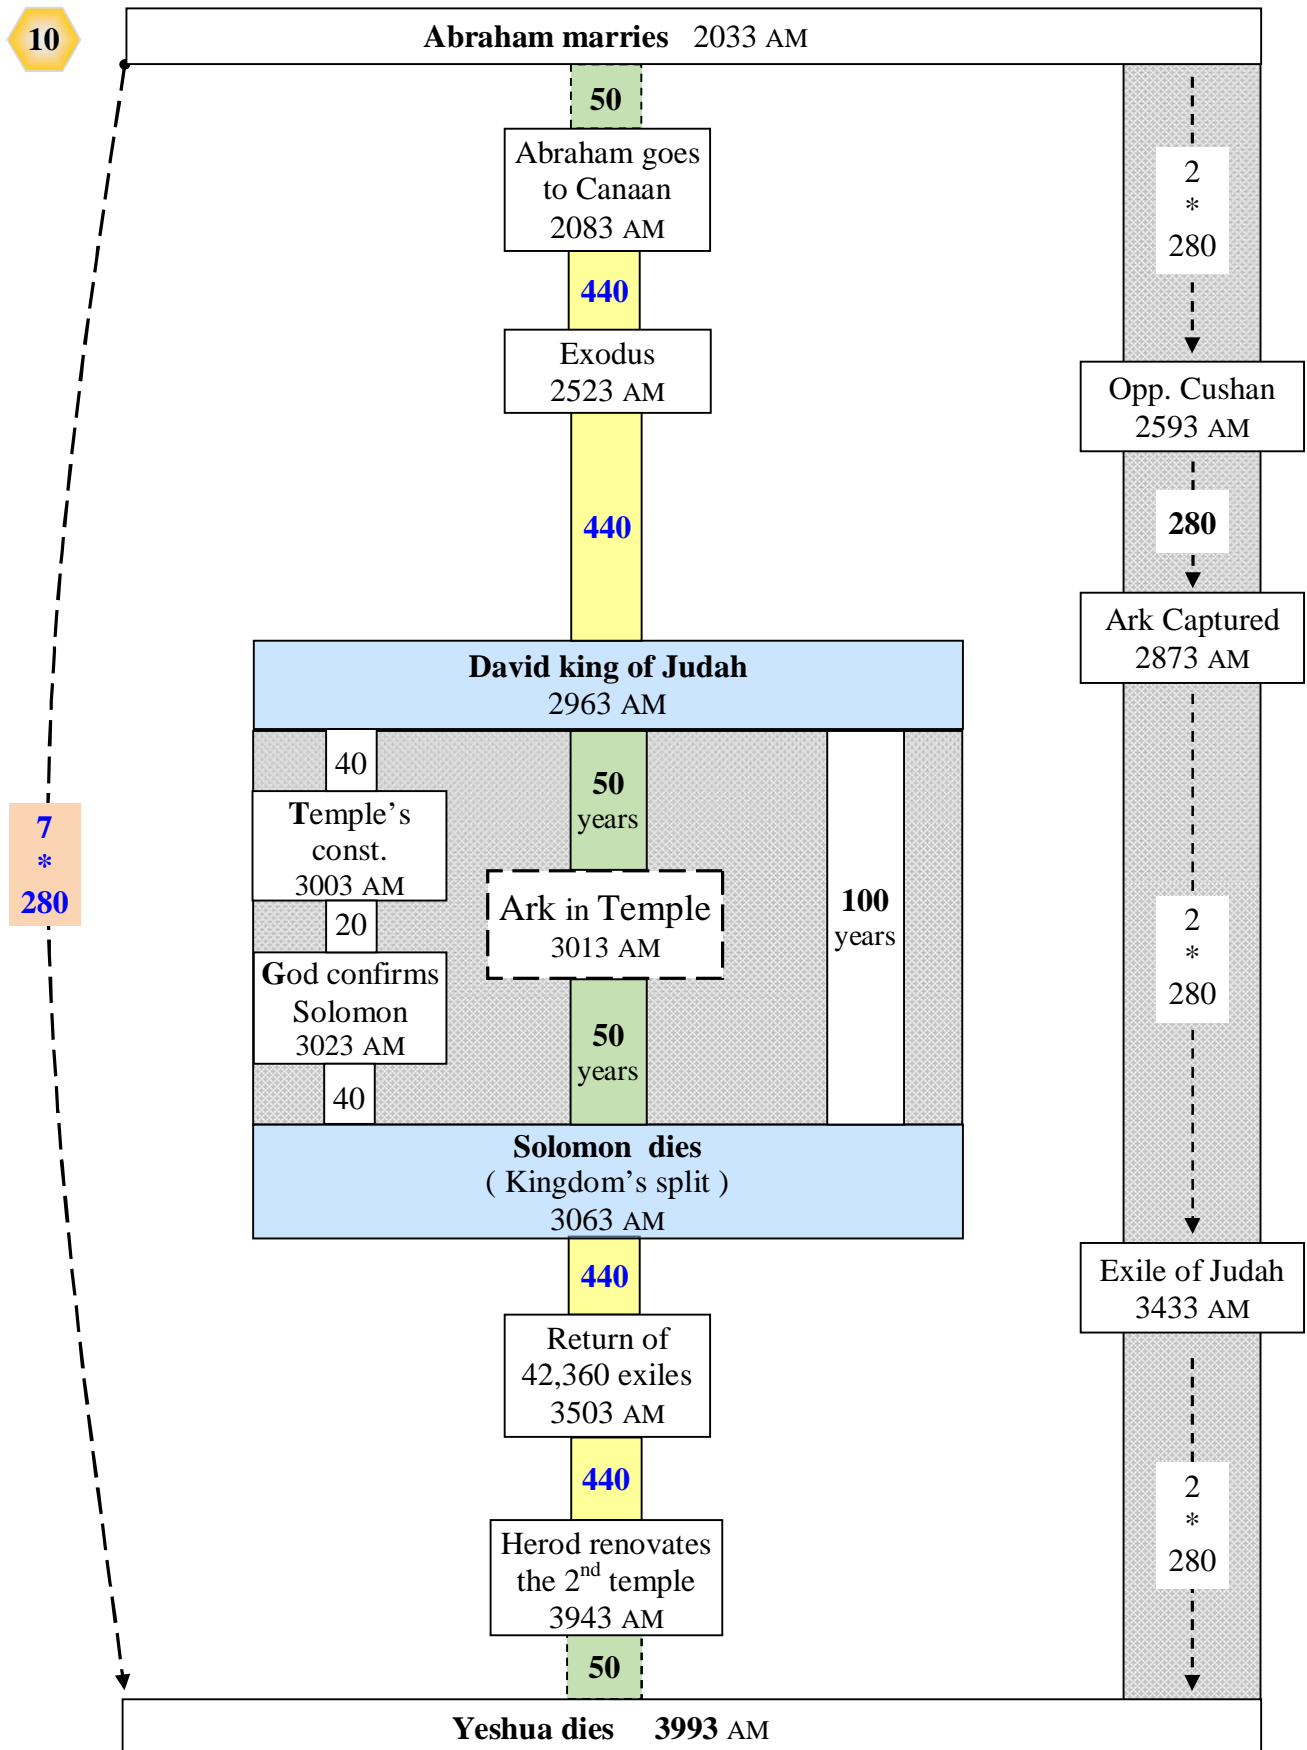 10
Abraham marries 2033 AM
50
Abraham goes
to Canaan
2083 AM
440
Exodus
2523 AM
440
David king of Judah
2963 AM
40
Temple’s
const.
3003 AM
20
God confirms
Solomon
3023 AM
40
50
years
Ark in Temple
3013 AM
50
years
100
years
Solomon dies
( Kingdom’s split )
3063 AM
440
Return of
42,360 exiles
3503 AM
440
Herod renovates
the 2nd temple
3943 AM
50
7
*
280
2
*
280
Opp. Cushan
2593 AM
280
Ark Captured
2873 AM
2
*
280
Exile of Judah
3433 AM
2
*
280
Yeshua dies 3993 AM